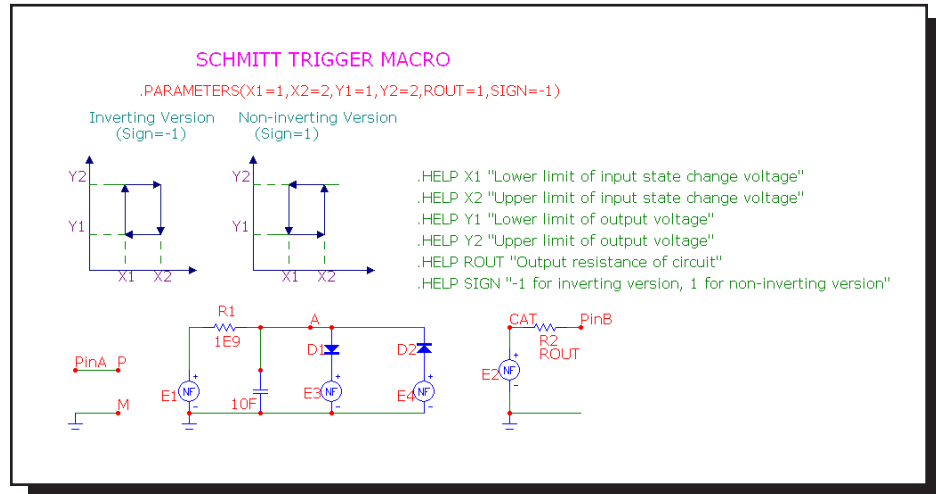 SCHMITT TRIGGER MACRO
.PARAMETERS(X1=1,X2=2,Y1=1,Y2=2,ROUT=1,SIGN=-1)
Inverting Version
(Sign=-1)
Non-inverting Version
(Sign=1)
Y2
Y1
X1 X2
Y2
Y1
X1 X2
.HELP X1 "Lower limit of input state change voltage"
.HELP X2 "Upper limit of input state change voltage"
.HELP Y1 "Lower limit of output voltage"
.HELP Y2 "Upper limit of output voltage"
.HELP ROUT "Output resistance of circuit"
.HELP SIGN "-1 for inverting version, 1 for non-inverting version"
PinA P
M
R1
1E9
A
E1
NF
10F
D1
E3
NF
D2
E4
NF
CAT
PinB
R2
ROUT
E2
NF